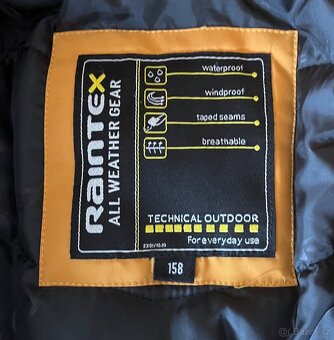 RAINTEX
ALL WEATHER GEAR
waterproof
windproof
taped seams
breathable
TECHNICAL OUTDOOR
For everyday use
158